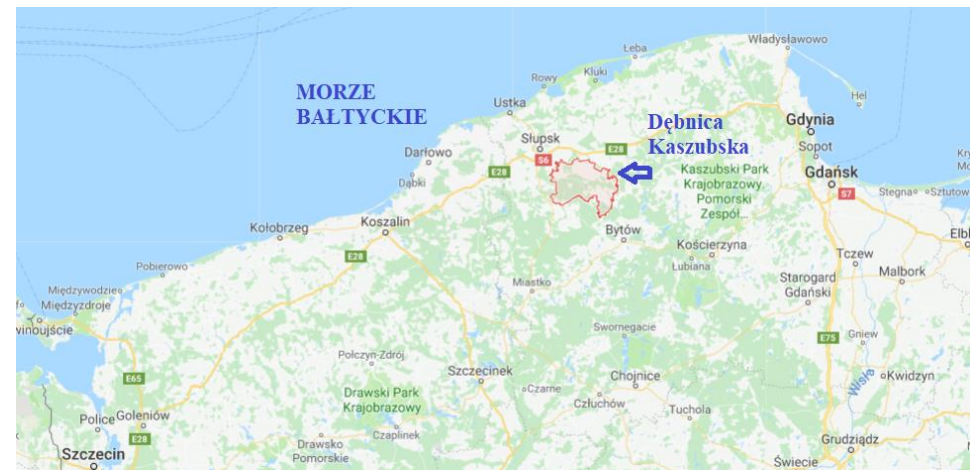 Władysławowo
Łeba
Kluki
Rowy
Hel
MORZE
BAŁTYCKIE
Ustka
Gdynia
Dębnica
Kaszubska
Słupsk
E28
Sopot
Darłowo
S6
Kaszubski Park
Krajobrazowy.
Pomorski
Zespół...
Gdańsk
E28
Dąbki
S7
Stegna
Sztutow
Kołobrzeg
Koszalin
Bytów
Elbl
Kościerzyna
E28
Tczew
Lubiana
Pobierowo
Malbork
Miastko
Starogard
Gdański
Międzywodzie
Międzyzdroje
winoujście
Swornegacie
E75
Gniew
Połczyn-Zdrój
Szczecinek
Chojnice
Wisła
Kwidzyn
E65
Drawski Park
Krajobrazowy
Czarne
Człuchów
Tuchola
Police
Goleniów
Czaplinek
E28
Drawsko
Pomorskie
Grudziądz
Szczecin
Świecie